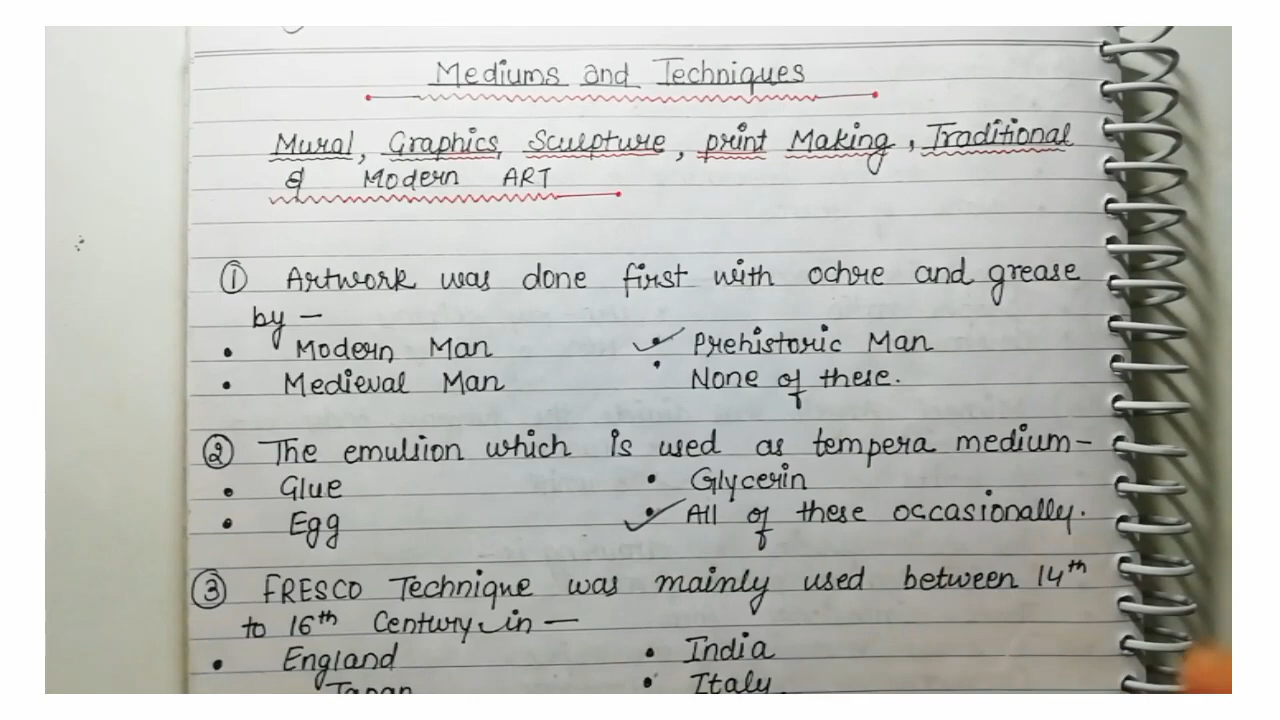 Mediums and Techniques
Mural, Graphics, Sculpture, print Making, Traditional
& Modern ART
① Artwork was done first with ochre and grease
by –
• Modern Man ✓• Prehistoric Man
• Medieval Man • None of these.
② The emulsion which is used as tempera medium–
• Glue • Glycerin
• Egg ✓• All of these occasionally.
③ FRESCO Technique was mainly used between 14th
to 16th Century in –
• England • India
Japan • Italy